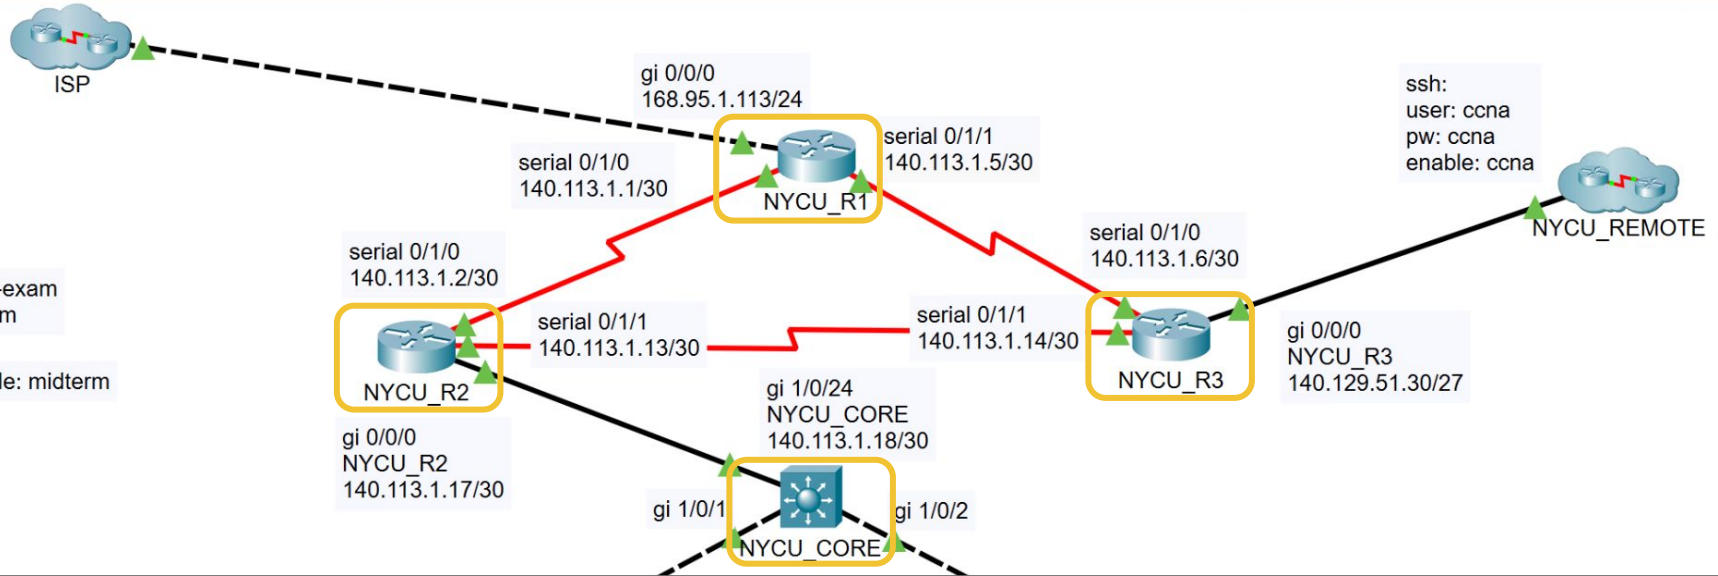 ISP
gi 0/0/0
168.95.1.113/24
serial 0/1/0
140.113.1.1/30
serial 0/1/1
140.113.1.5/30
NYCU_R1
ssh:
user: ccna
pw: ccna
enable: ccna
NYCU_REMOTE
serial 0/1/0
140.113.1.2/30
serial 0/1/0
140.113.1.6/30
-exam
m
le: midterm
serial 0/1/1
140.113.1.13/30
serial 0/1/1
140.113.1.14/30
NYCU_R2
NYCU_R3
gi 0/0/0
NYCU_R3
140.129.51.30/27
gi 0/0/0
NYCU_R2
140.113.1.17/30
gi 1/0/24
NYCU_CORE
140.113.1.18/30
gi 1/0/1
gi 1/0/2
NYCU_CORE